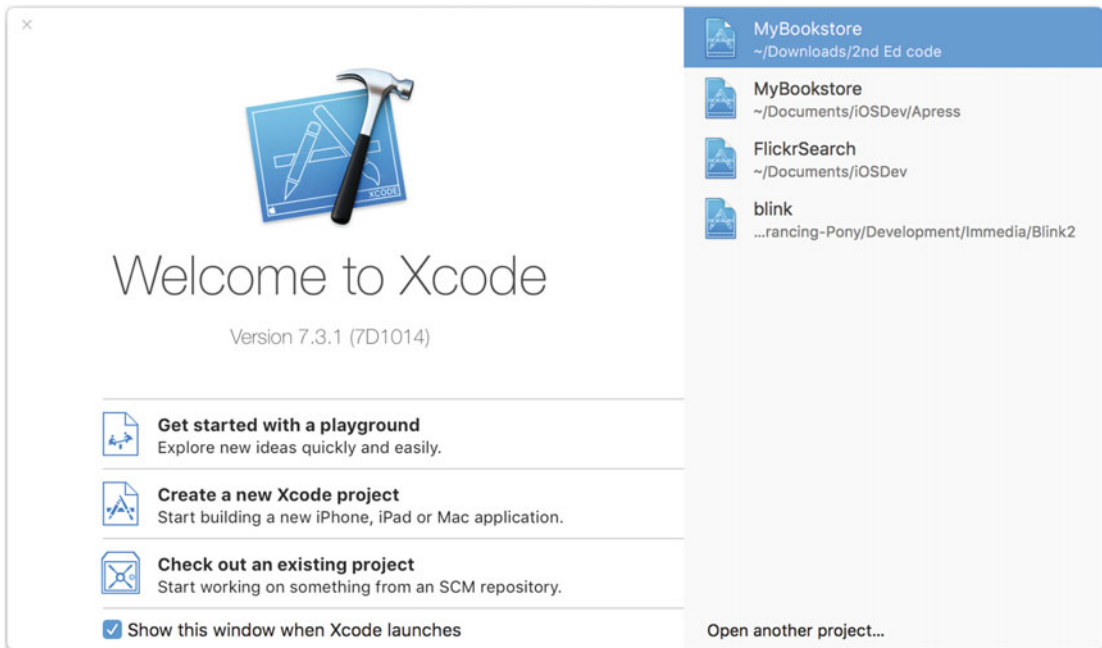 XCODE
Welcome to Xcode
Version 7.3.1 (7D1014)
Get started with a playground
Explore new ideas quickly and easily.
Create a new Xcode project
Start building a new iPhone, iPad or Mac application.
Check out an existing project
Start working on something from an SCM repository.
Show this window when Xcode launches
MyBookstore
~/Downloads/2nd Ed code
MyBookstore
~/Documents/iOSDev/Apress
FlickrSearch
~/Documents/iOSDev
blink
...rancing-Pony/Development/Immedia/Blink2
Open another project...